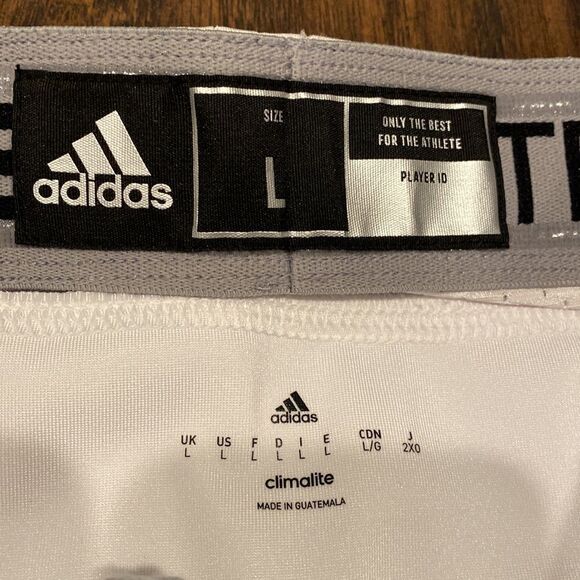 adidas
SIZE
L
ONLY THE BEST
FOR THE ATHLETE
PLAYER ID
TE
adidas
UK US F D I E CDN J
L L L L L L L/G 2XO
climalite
MADE IN GUATEMALA